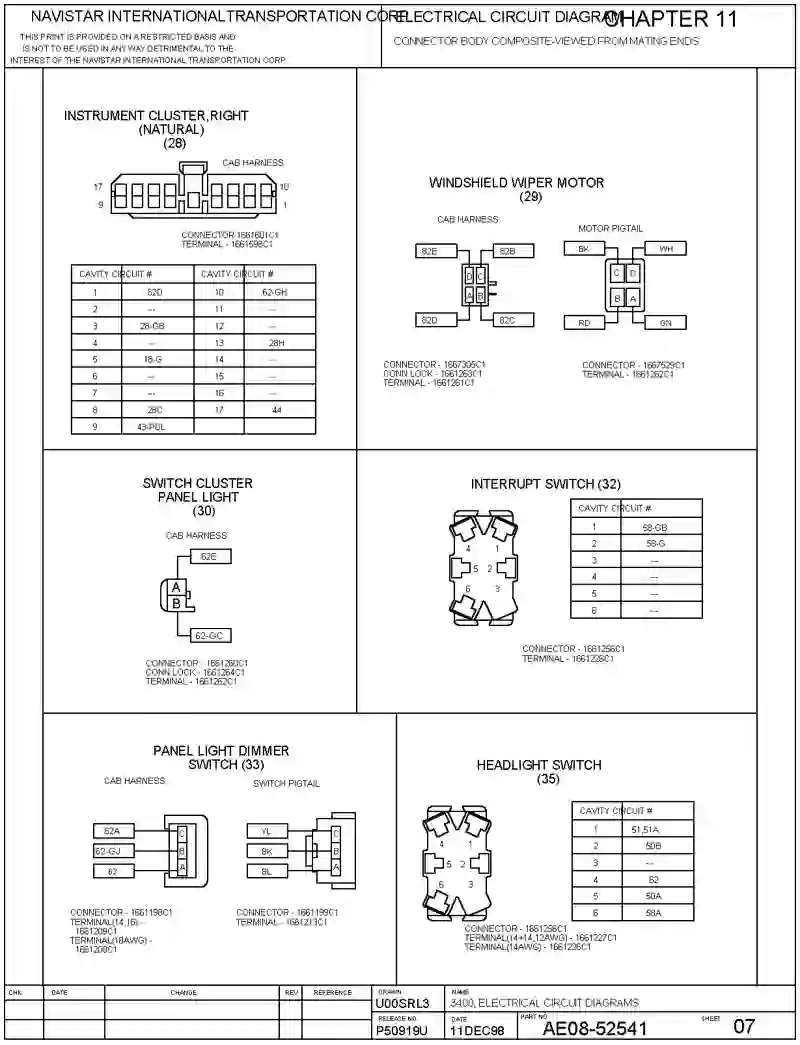 NAVISTAR INTERNATIONAL TRANSPORTATION CORP.
THIS PRINT IS PROVIDED ON A RESTRICTED BASIS AND
IS NOT TO BE USED IN ANY WAY DETRIMENTAL TO THE
INTEREST OF THE NAVISTAR INTERNATIONAL TRANSPORTATION CORP
ELECTRICAL CIRCUIT DIAGRAM
CHAPTER 11
CONNECTOR BODY COMPOSITE-VIEWED FROM MATING ENDS
INSTRUMENT CLUSTER,RIGHT
(NATURAL)
(28)
CAB HARNESS
17 10
9 1
CONNECTOR-1661601C1
TERMINAL - 1661698C1
CAVITY CIRCUIT # CAVITY CIRCUIT #
1 62D 10 62-GH
2 --- 11 ---
3 28-GB 12 ---
4 --- 13 28H
5 18-G 14 ---
6 --- 15 ---
7 --- 16 ---
8 28C 17 44
9 43-PUL
WINDSHIELD WIPER MOTOR
(29)
CAB HARNESS
82E 82B
D C
A B
82D 82C
CONNECTOR - 1667305C1
CONN LOCK - 1661263C1
TERMINAL - 1661261C1
MOTOR PIGTAIL
BK WH
C D
B A
RD GN
CONNECTOR - 1667529C1
TERMINAL - 1661262C1
SWITCH CLUSTER
PANEL LIGHT
(30)
CAB HARNESS
62E
A
B
62-GC
CONNECTOR - 1661260C1
CONN LOCK - 1661264C1
TERMINAL - 1661262C1
INTERRUPT SWITCH (32)
4 1
5 2
6 3
CAVITY CIRCUIT #
1 58-GB
2 58-G
3 ---
4 ---
5 ---
6 ---
CONNECTOR - 1661256C1
TERMINAL - 1661226C1
PANEL LIGHT DIMMER
SWITCH (33)
CAB HARNESS
62A C
62-GJ B
62 A
CONNECTOR - 1661198C1
TERMINAL(14,16) -
1661209C1
TERMINAL(18AWG) -
1661208C1
SWITCH PIGTAIL
YL C
BK B
BL A
CONNECTOR - 1661199C1
TERMINAL - 1661213C1
HEADLIGHT SWITCH
(35)
4 1
5 2
6 3
CAVITY CIRCUIT #
1 51,51A
2 50B
3 ---
4 62
5 50A
6 58A
CONNECTOR - 1661256C1
TERMINAL(14+14,12AWG) - 1661227C1
TERMINAL(14AWG) - 1661226C1
CHK DATE CHANGE REV REFERENCE
DRAWN
U00SRL3
NAME
3400, ELECTRICAL CIRCUIT DIAGRAMS
RELEASE NO.
P50919U
DATE
11DEC98
PART NO
AE08-52541
SHEET 07